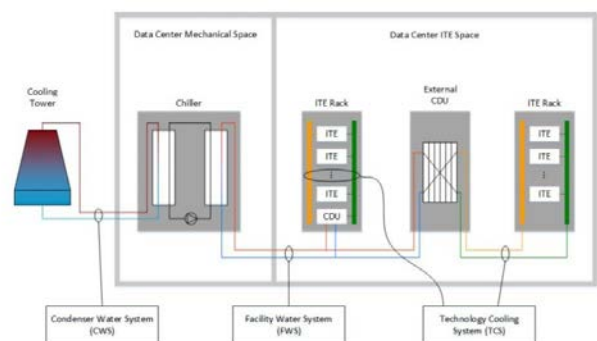 Data Center Mechanical Space
Data Center ITE Space
Cooling
Tower
Chiller
ITE Rack
External
CDU
ITE Rack
ITE
ITE
ITE
CDU
ITE
ITE
ITE
Condenser Water System
(CWS)
Facility Water System
(FWS)
Technology Cooling
System (TCS)